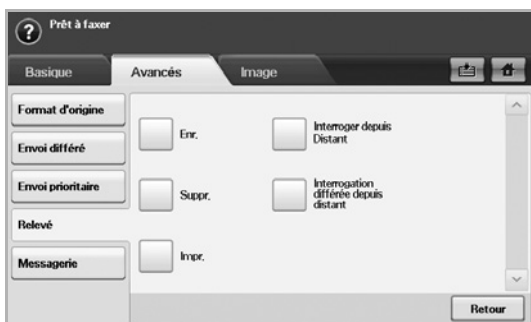 Prêt à faxer
Basique
Avancés
Image
Format d'origine
Envoi différé
Envoi prioritaire
Relevé
Messagerie
Enr.
Interroger depuis
Distant
Suppr.
Interrogation
différée depuis
distant
Impr.
Retour